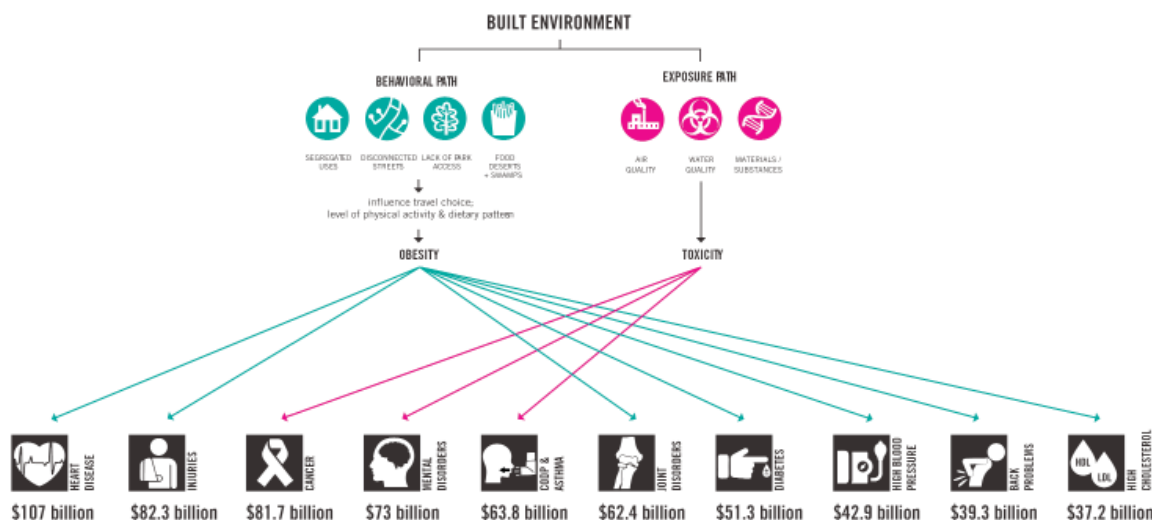 BUILT ENVIRONMENT
BEHAVIORAL PATH
EXPOSURE PATH
SEGREGATED
USES
DISCONNECTED
STREETS
LACK OF PARK
ACCESS
FOOD
DESERTS
+ SWAMPS
AIR
QUALITY
WATER
QUALITY
MATERIALS /
SUBSTANCES
influence travel choice;
level of physical activity & dietary pattern
OBESITY
TOXICITY
HEART
DISEASE
INJURIES
CANCER
MENTAL
DISORDERS
CODP &
ASTHMA
JOINT
DISORDERS
DIABETES
HIGH BLOOD
PRESSURE
BACK
PROBLEMS
HDL
LDL
HIGH
CHOLESTEROL
$107 billion
$82.3 billion
$81.7 billion
$73 billion
$63.8 billion
$62.4 billion
$51.3 billion
$42.9 billion
$39.3 billion
$37.2 billion